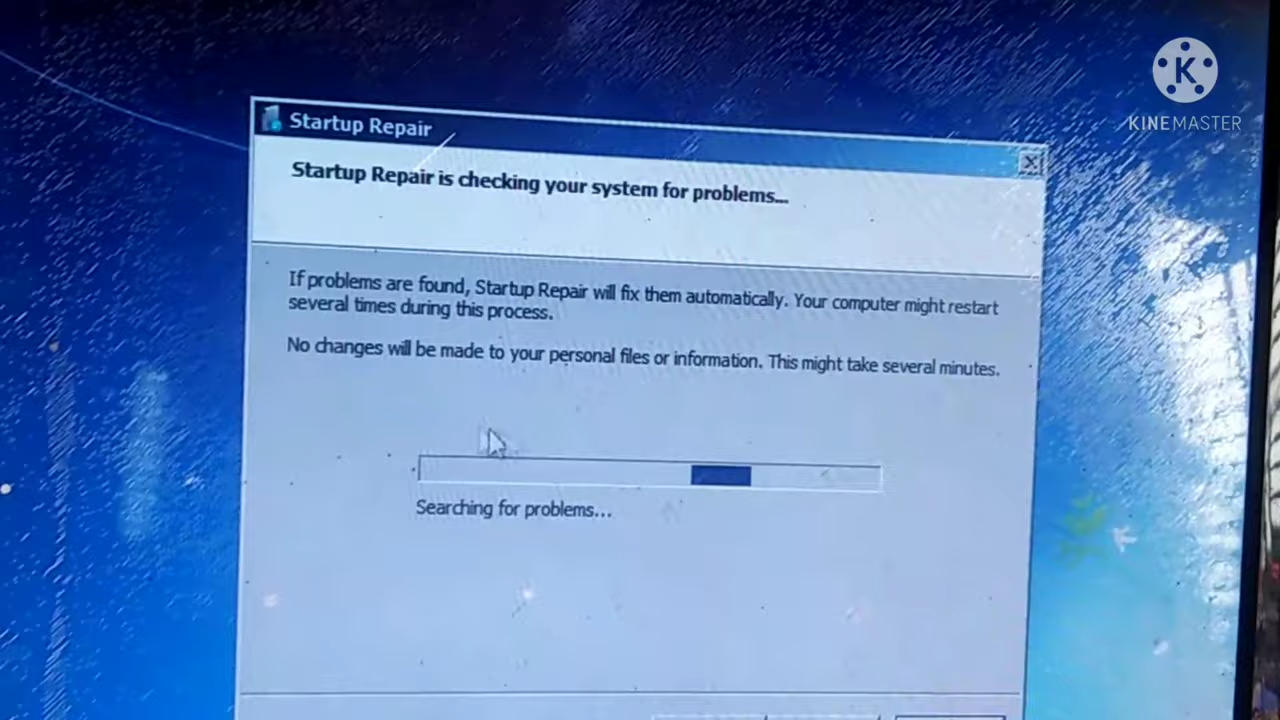 K
KINEMASTER
Startup Repair
Startup Repair is checking your system for problems...
If problems are found, Startup Repair will fix them automatically. Your computer might restart
several times during this process.
No changes will be made to your personal files or information. This might take several minutes.
Searching for problems...